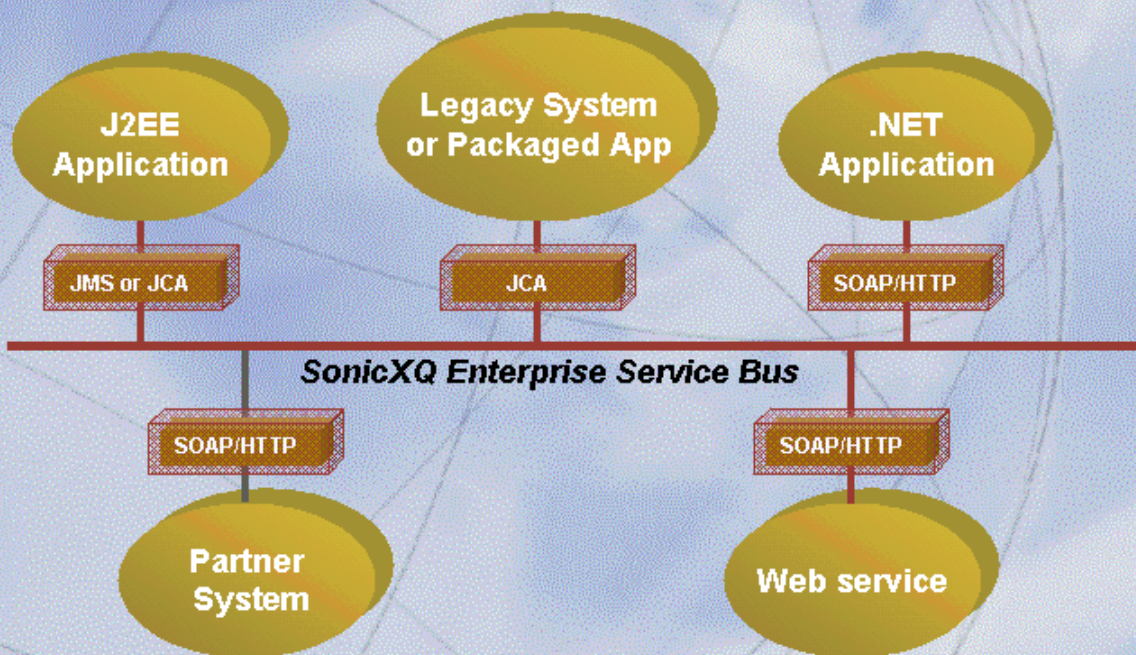 J2EE
Application
Legacy System
or Packaged App
.NET
Application
JMS or JCA
JCA
SOAP/HTTP
SonicXQ Enterprise Service Bus
SOAP/HTTP
SOAP/HTTP
Partner
System
Web service